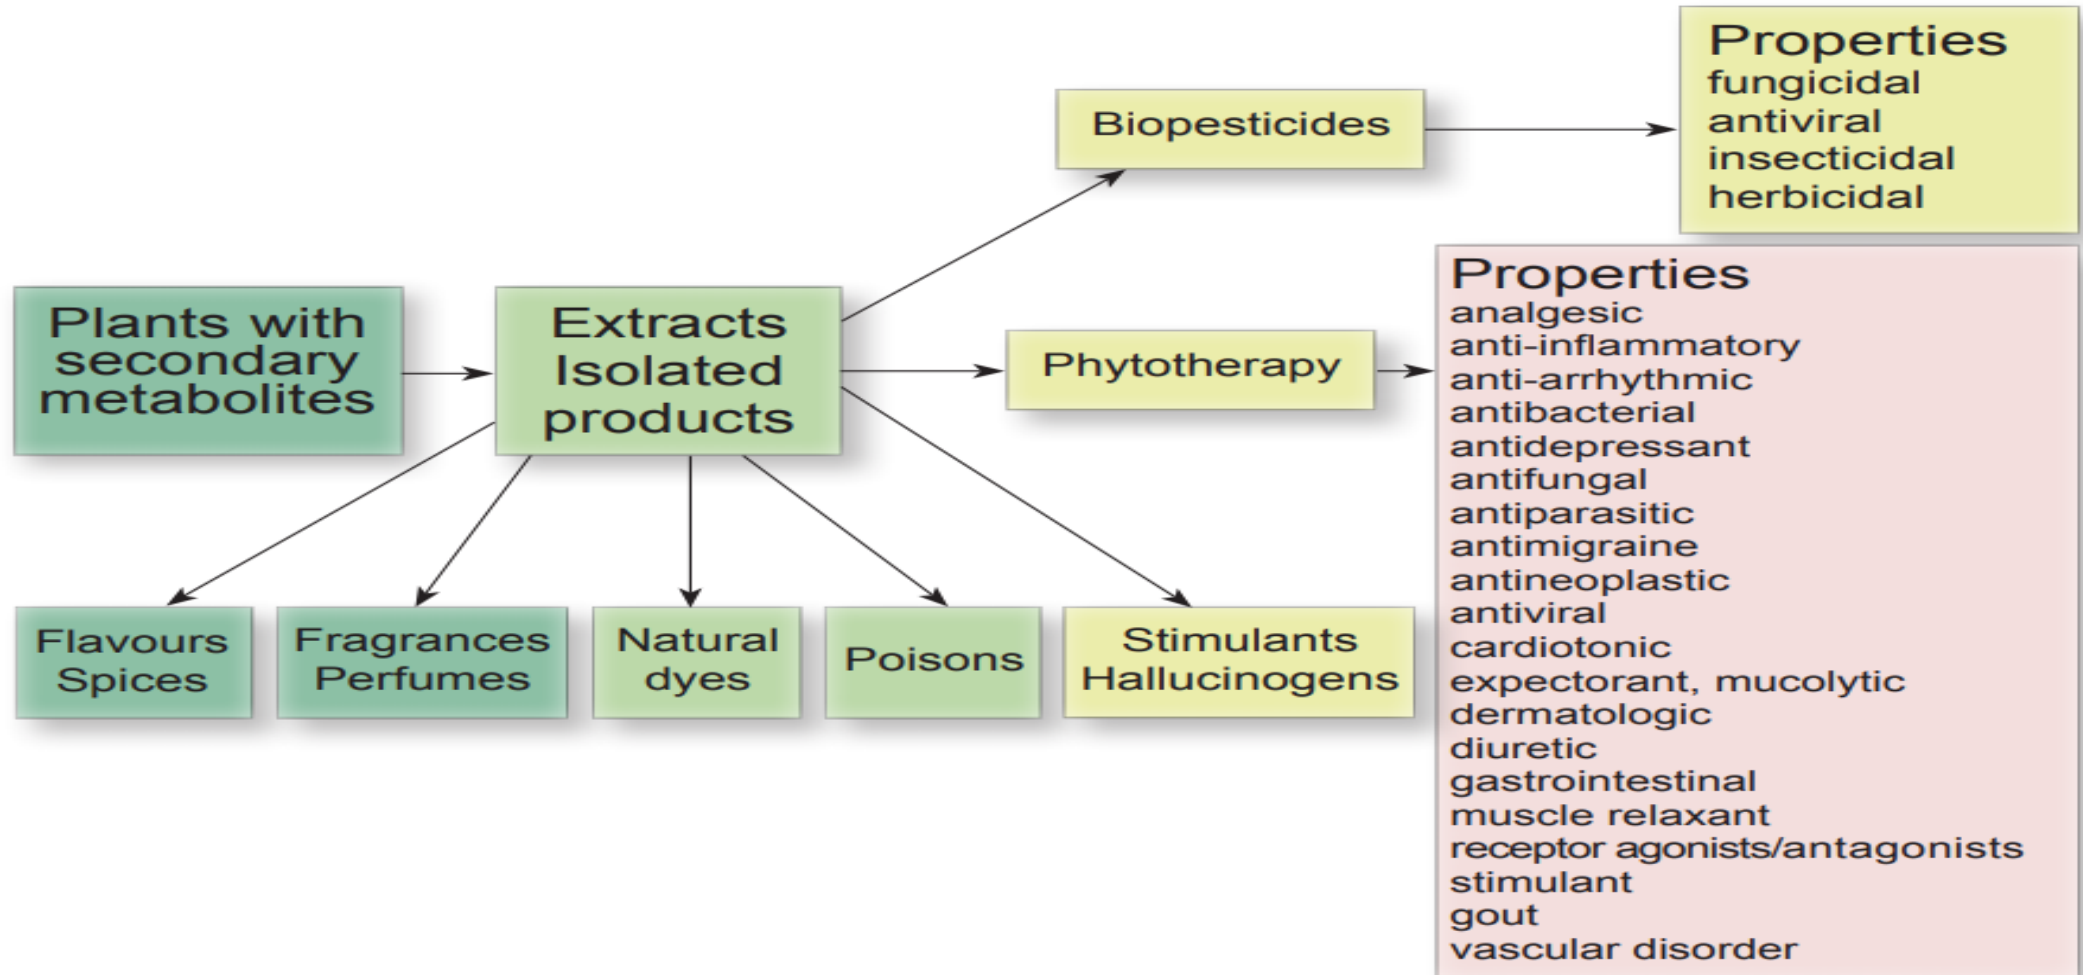 Plants with
secondary
metabolites
Extracts
Isolated
products
Biopesticides
Properties
fungicidal
antiviral
insecticidal
herbicidal
Phytotherapy
Properties
analgesic
anti-inflammatory
anti-arrhythmic
antibacterial
antidepressant
antifungal
antiparasitic
antimigraine
antineoplastic
antiviral
cardiotonic
expectorant, mucolytic
dermatologic
diuretic
gastrointestinal
muscle relaxant
receptor agonists/antagonists
stimulant
gout
vascular disorder
Flavours
Spices
Fragrances
Perfumes
Natural
dyes
Poisons
Stimulants
Hallucinogens